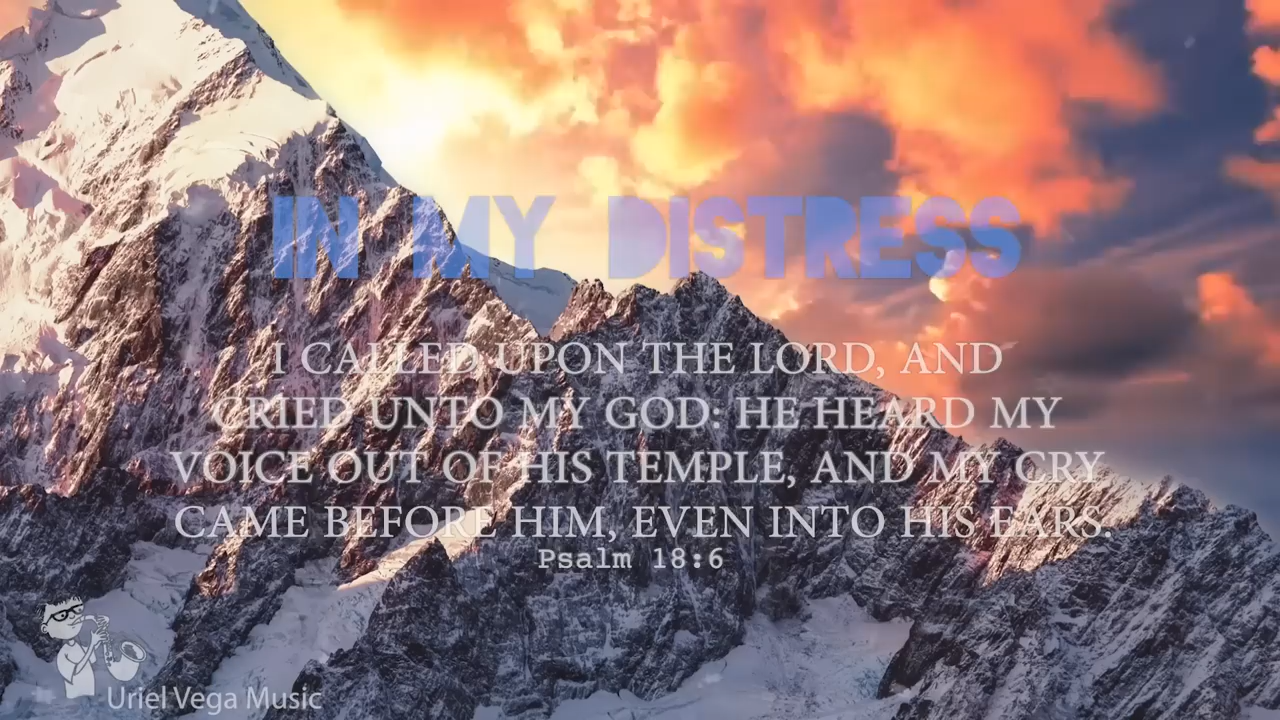 IN MY DISTRESS
I CALLED UPON THE LORD, AND
CRIED UNTO MY GOD: HE HEARD MY
VOICE OUT OF HIS TEMPLE, AND MY CRY
CAME BEFORE HIM, EVEN INTO HIS EARS.
Psalm 18:6
Uriel Vega Music